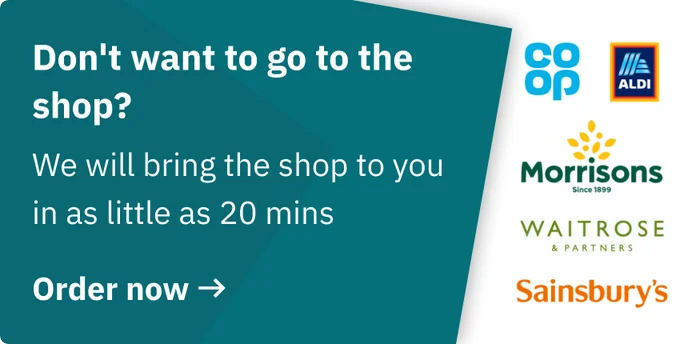 Don't want to go to the
shop?
We will bring the shop to you
in as little as 20 mins
Order now →
CO
OP
ALDI
Morrisons
Since 1899
WAITROSE
& PARTNERS
Sainsbury's